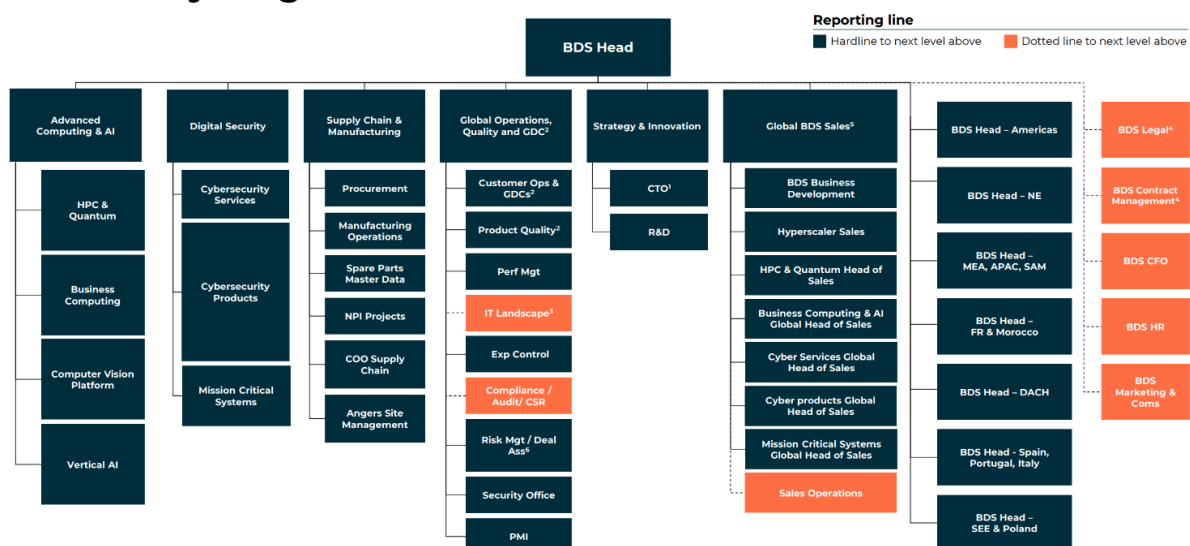 Reporting line
Hardline to next level above
Dotted line to next level above
BDS Head
Advanced
Computing & AI
HPC &
Quantum
Business
Computing
Computer Vision
Platform
Vertical AI
Digital Security
Cybersecurity
Services
Cybersecurity
Products
Mission Critical
Systems
Supply Chain &
Manufacturing
Procurement
Manufacturing
Operations
Spare Parts
Master Data
NPI Projects
COO Supply
Chain
Angers Site
Management
Global Operations,
Quality and GDC²
Customer Ops &
GDCs²
Product Quality²
Perf Mgt
IT Landscape³
Exp Control
Compliance /
Audit/ CSR
Risk Mgt / Deal
Ass⁶
Security Office
PMI
Strategy & Innovation
CTO¹
R&D
Global BDS Sales⁵
BDS Business
Development
Hyperscaler Sales
HPC & Quantum Head of
Sales
Business Computing & AI
Global Head of Sales
Cyber Services Global
Head of Sales
Cyber products Global
Head of Sales
Mission Critical Systems
Global Head of Sales
Sales Operations
BDS Head – Americas
BDS Head – NE
BDS Head –
MEA, APAC, SAM
BDS Head –
FR & Morocco
BDS Head – DACH
BDS Head - Spain,
Portugal, Italy
BDS Head –
SEE & Poland
BDS Legal⁴
BDS Contract
Management⁴
BDS CFO
BDS HR
BDS
Marketing &
Coms